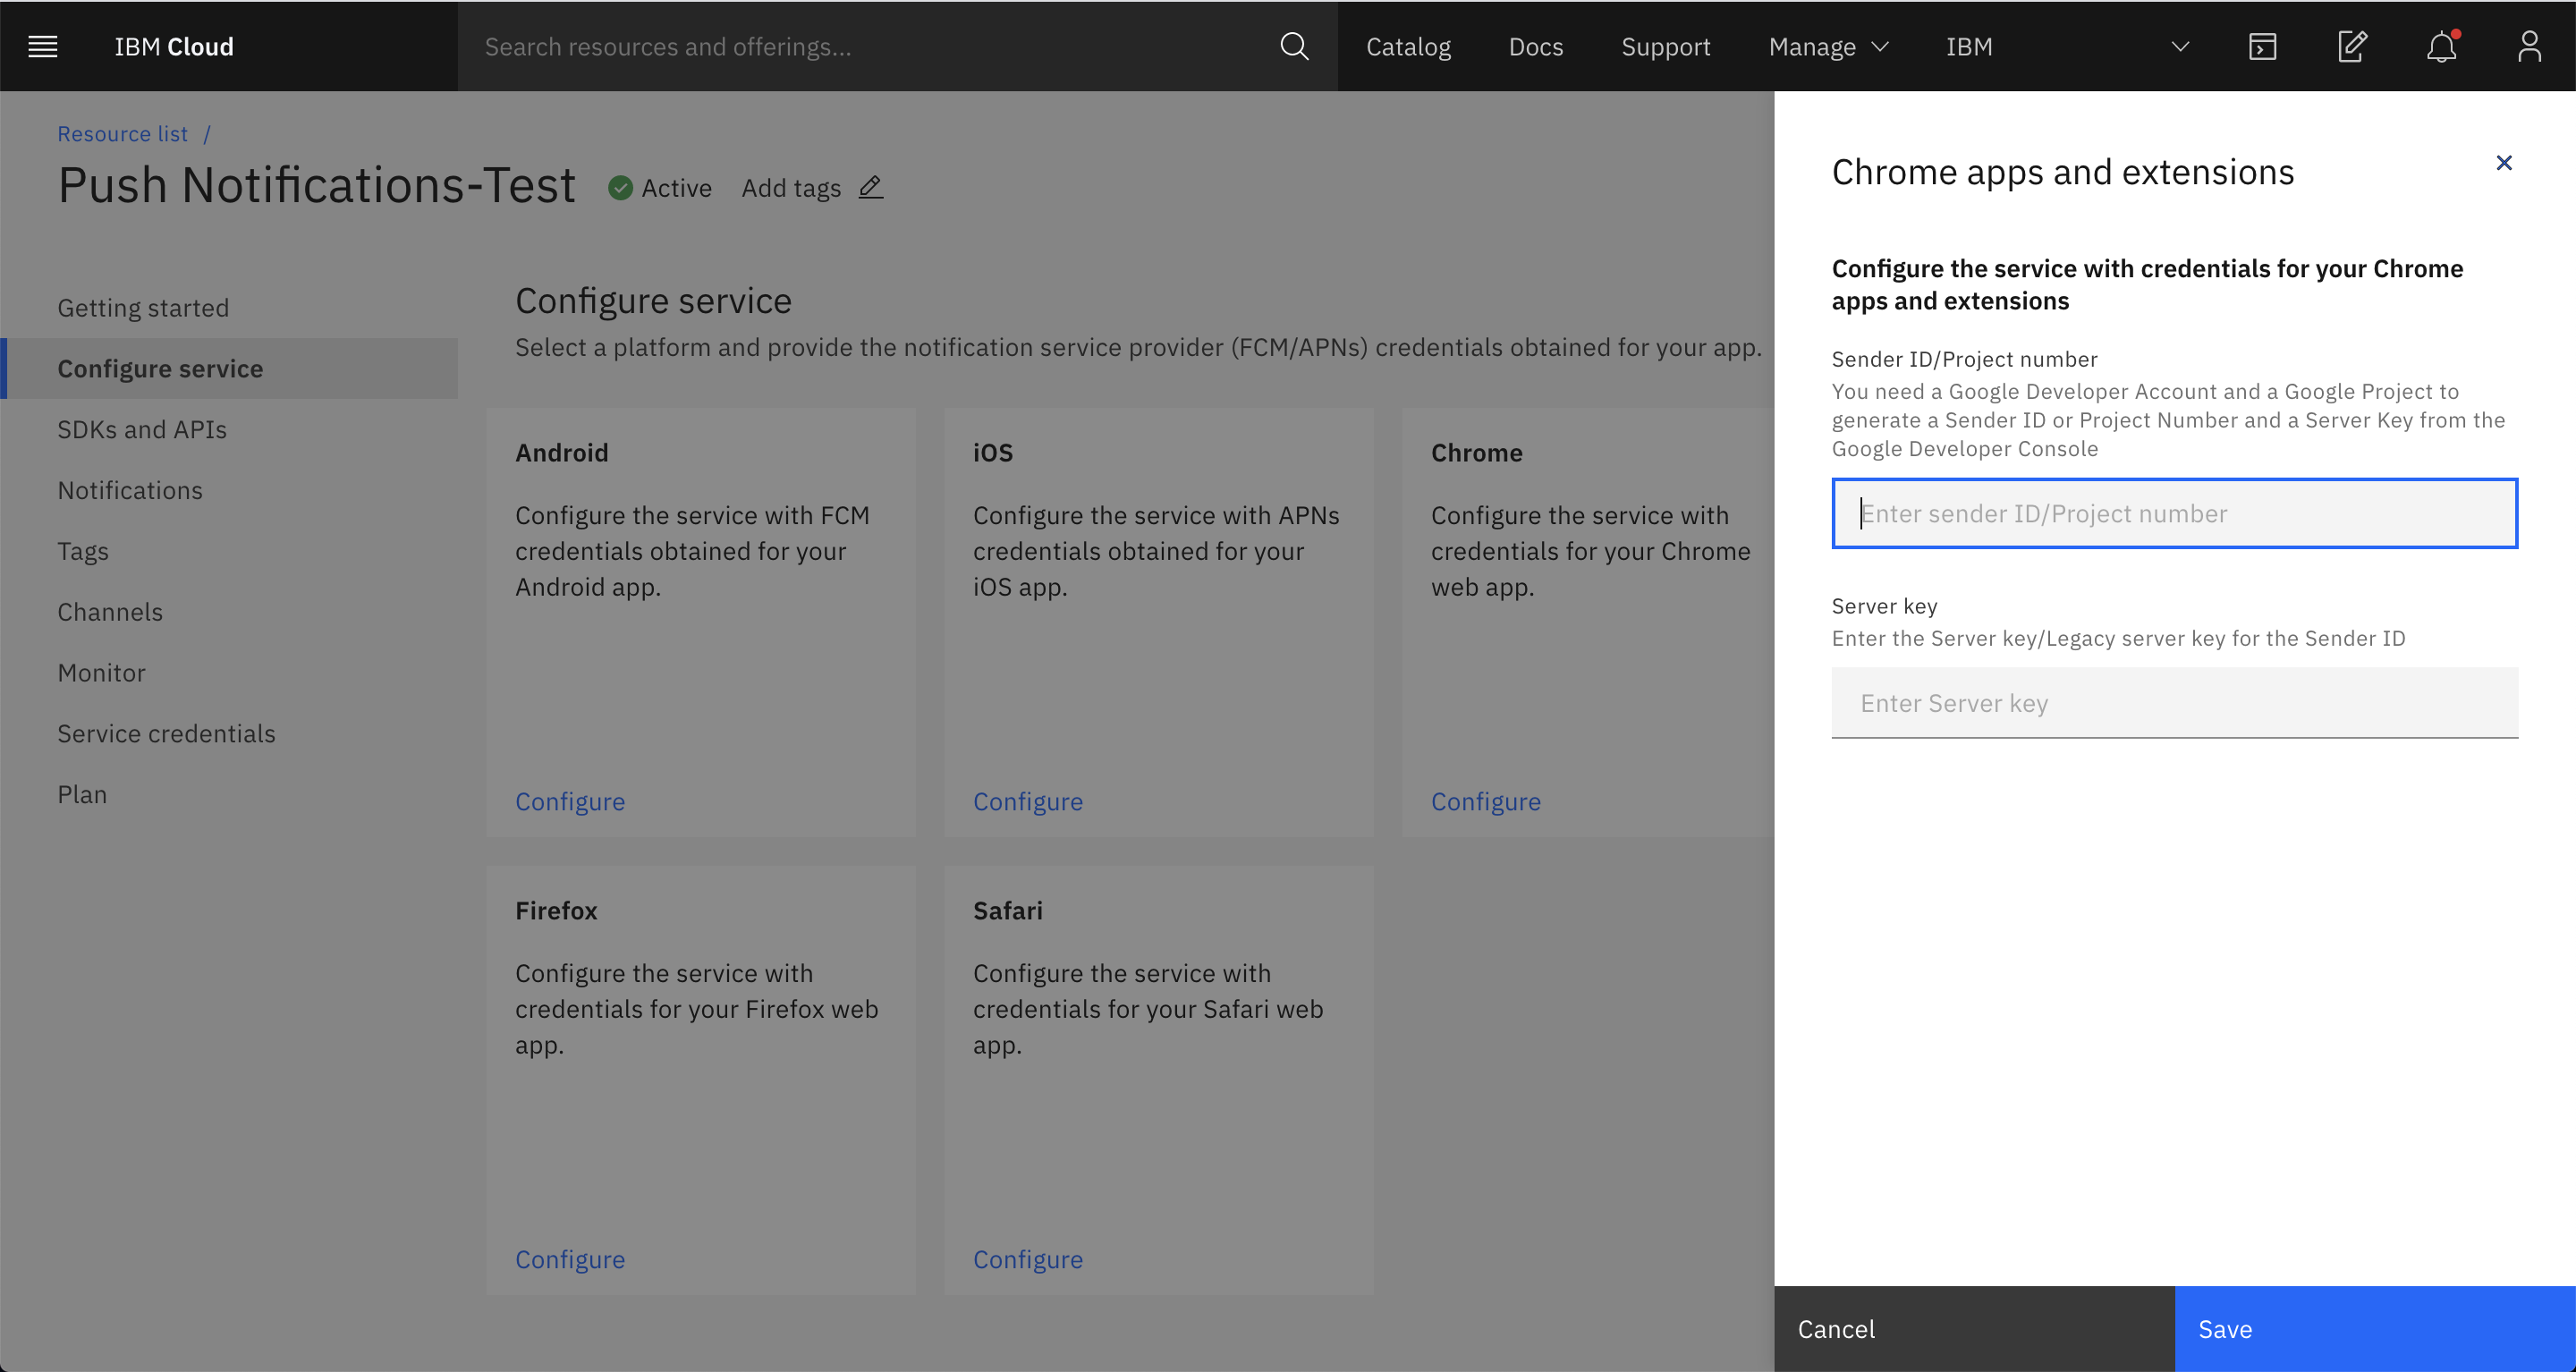 IBM Cloud
Search resources and offerings...
Catalog
Docs
Support
Manage
IBM
Resource list /
Push Notifications-Test
Active
Add tags
Getting started
Configure service
SDKs and APIs
Notifications
Tags
Channels
Monitor
Service credentials
Plan
Configure service
Select a platform and provide the notification service provider (FCM/APNs) credentials obtained for your app.
Android
Configure the service with FCM
credentials obtained for your
Android app.
Configure
iOS
Configure the service with APNs
credentials obtained for your
iOS app.
Configure
Chrome
Configure the service with
credentials for your Chrome
web app.
Configure
Firefox
Configure the service with
credentials for your Firefox web
app.
Configure
Safari
Configure the service with
credentials for your Safari web
app.
Configure
Chrome apps and extensions
Configure the service with credentials for your Chrome
apps and extensions
Sender ID/Project number
You need a Google Developer Account and a Google Project to
generate a Sender ID or Project Number and a Server Key from the
Google Developer Console
Enter sender ID/Project number
Server key
Enter the Server key/Legacy server key for the Sender ID
Enter Server key
Cancel
Save